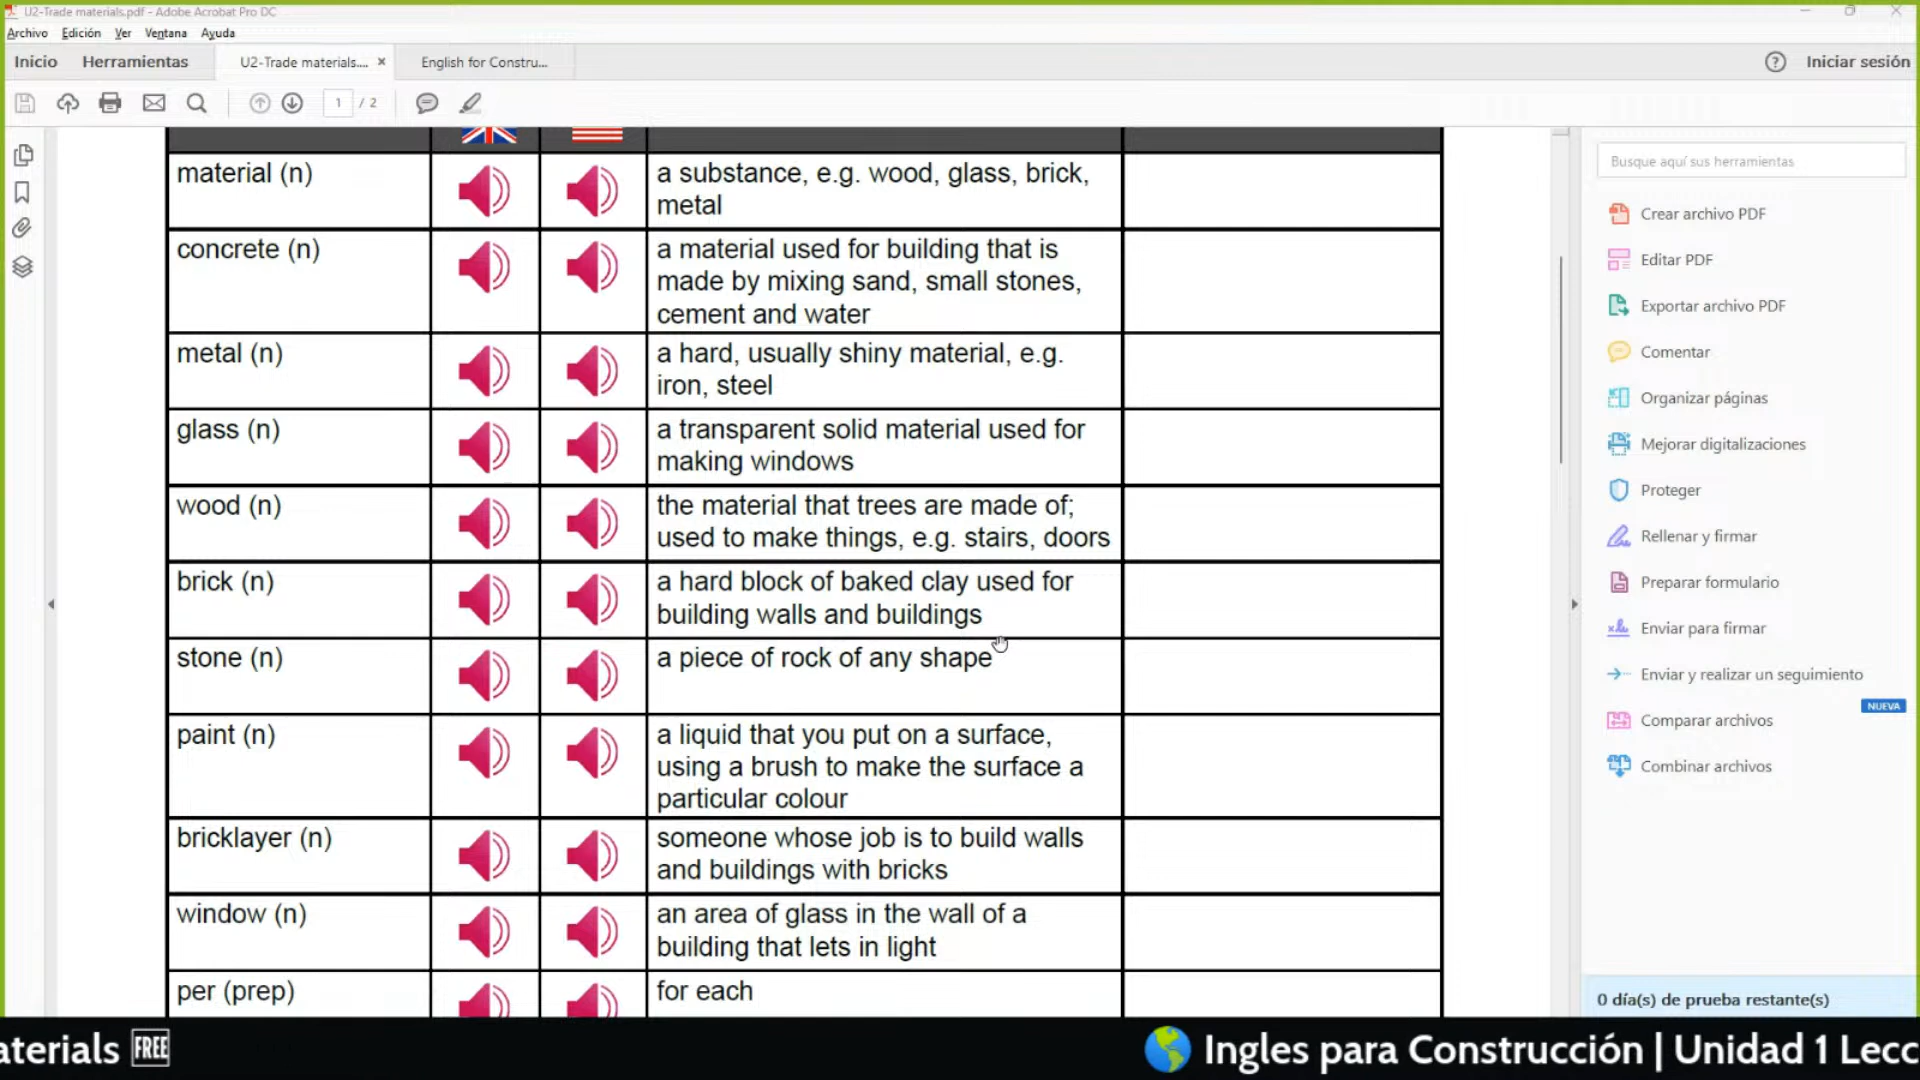 U2-Trade materials.pdf - Adobe Acrobat Pro DC
Archivo Edición Ver Ventana Ayuda
Inicio Herramientas U2-Trade materials.... × English for Constru... Iniciar sesión
1 / 2
Busque aquí sus herramientas
material (n) a substance, e.g. wood, glass, brick,
metal
concrete (n) a material used for building that is
made by mixing sand, small stones,
cement and water
metal (n) a hard, usually shiny material, e.g.
iron, steel
glass (n) a transparent solid material used for
making windows
wood (n) the material that trees are made of;
used to make things, e.g. stairs, doors
brick (n) a hard block of baked clay used for
building walls and buildings
stone (n) a piece of rock of any shape
paint (n) a liquid that you put on a surface,
using a brush to make the surface a
particular colour
bricklayer (n) someone whose job is to build walls
and buildings with bricks
window (n) an area of glass in the wall of a
building that lets in light
per (prep) for each
Crear archivo PDF
Editar PDF
Exportar archivo PDF
Comentar
Organizar páginas
Mejorar digitalizaciones
Proteger
Rellenar y firmar
Preparar formulario
Enviar para firmar
Enviar y realizar un seguimiento
NUEVA
Comparar archivos
Combinar archivos
0 día(s) de prueba restante(s)
aterials FREE Ingles para Construcción | Unidad 1 Lecc